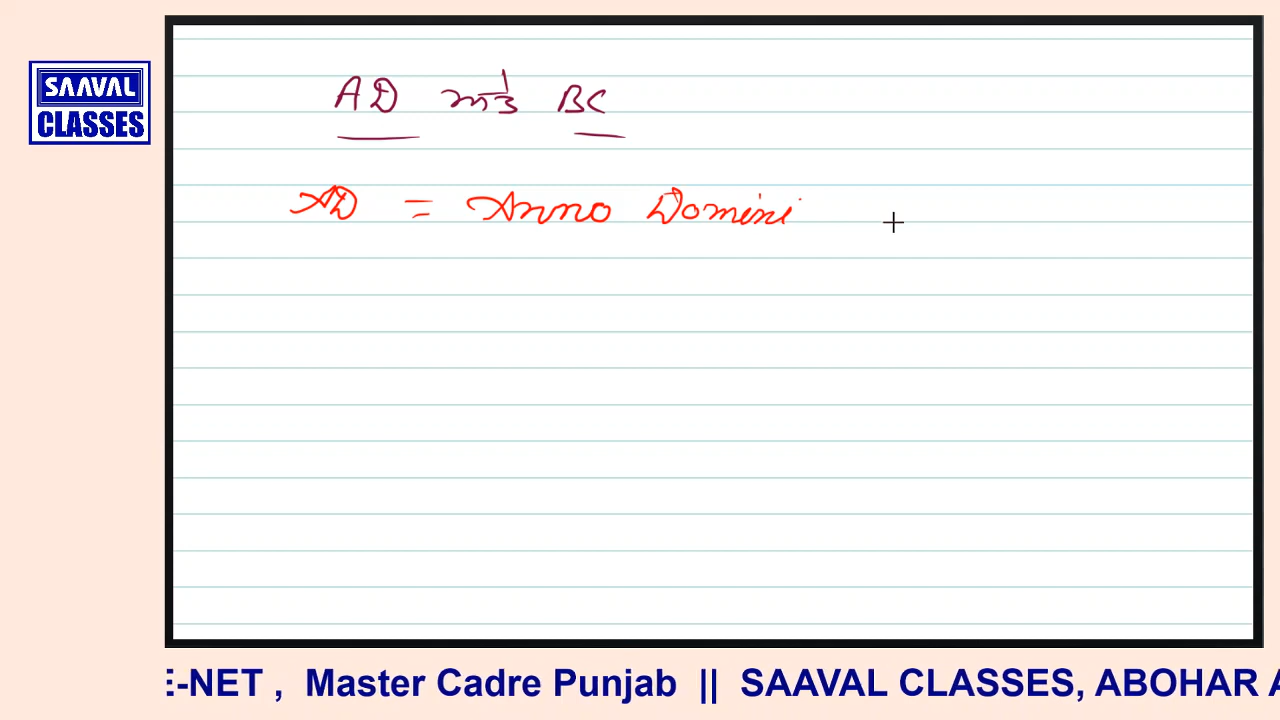 SAAVAL
CLASSES
AD ਅਤੇ BC
AD = Anno Domini
E-NET , Master Cadre Punjab || SAAVAL CLASSES, ABOHAR A